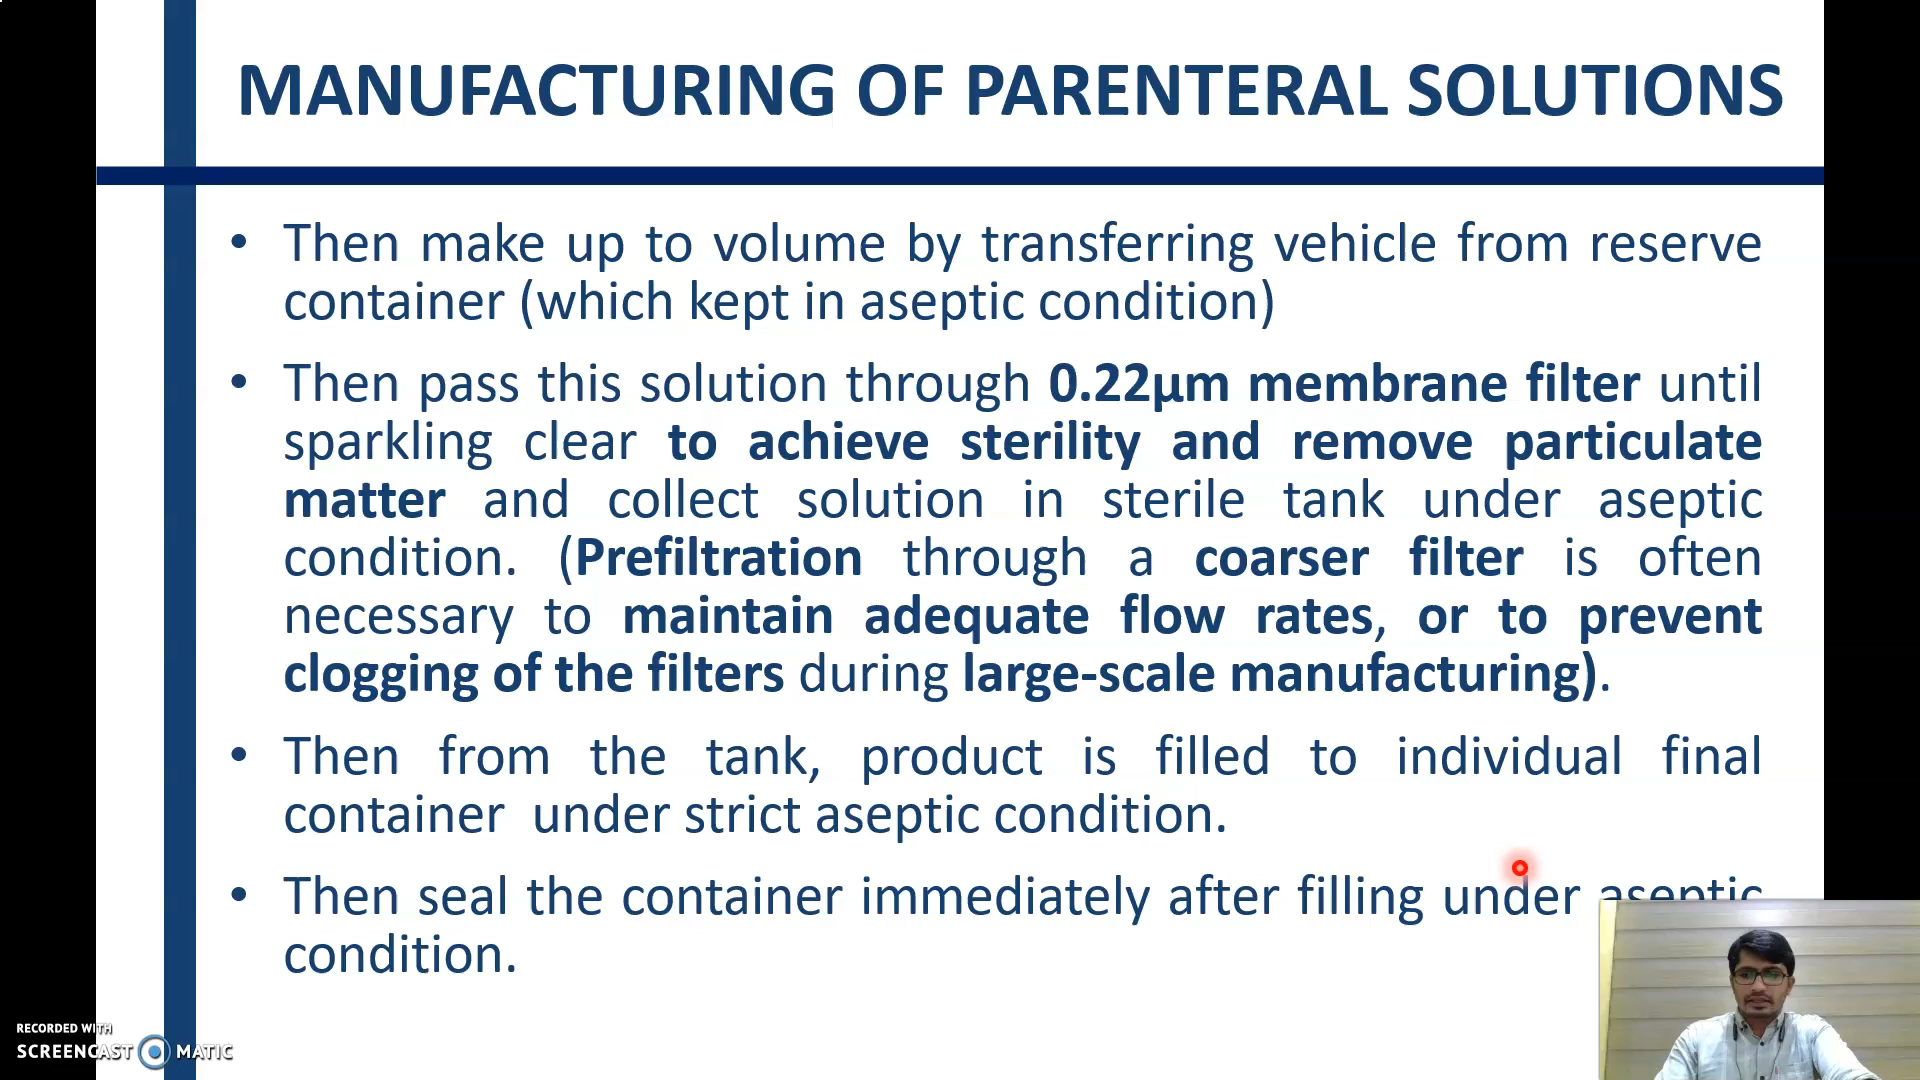 MANUFACTURING OF PARENTERAL SOLUTIONS
• Then make up to volume by transferring vehicle from reserve
container (which kept in aseptic condition)
• Then pass this solution through 0.22µm membrane filter until
sparkling clear to achieve sterility and remove particulate
matter and collect solution in sterile tank under aseptic
condition. (Prefiltration through a coarser filter is often
necessary to maintain adequate flow rates, or to prevent
clogging of the filters during large-scale manufacturing).
• Then from the tank, product is filled to individual final
container under strict aseptic condition.
• Then seal the container immediately after filling under aseptic
condition.
RECORDED WITH
SCREENCAST MATIC